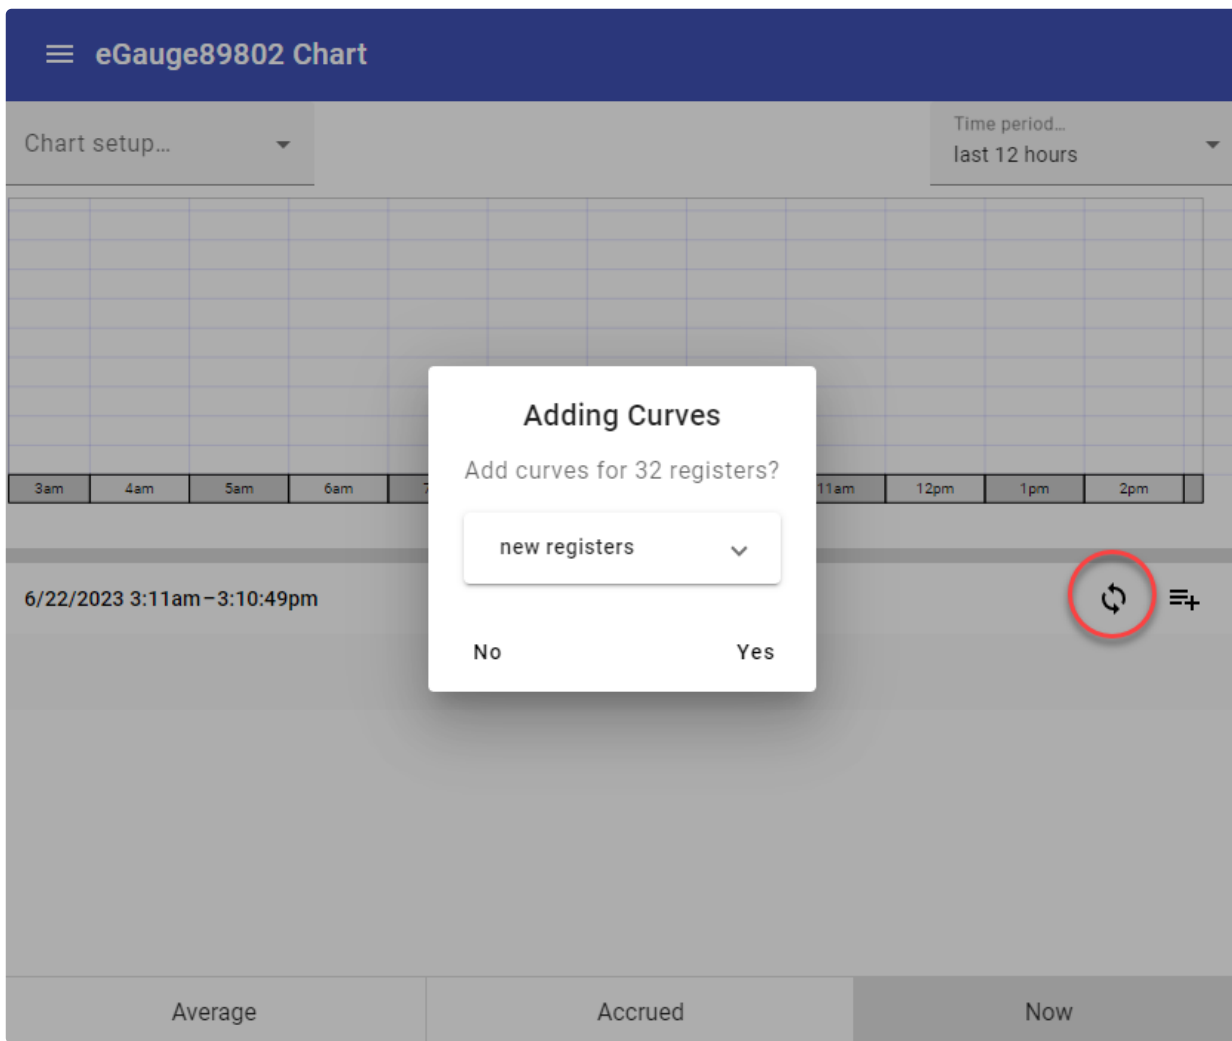 eGauge89802 Chart
Chart setup...
Time period...
last 12 hours
Adding Curves
Add curves for 32 registers?
new registers
No Yes
3am 4am 5am 6am 7 11am 12pm 1pm 2pm
6/22/2023 3:11am–3:10:49pm
Average Accrued Now